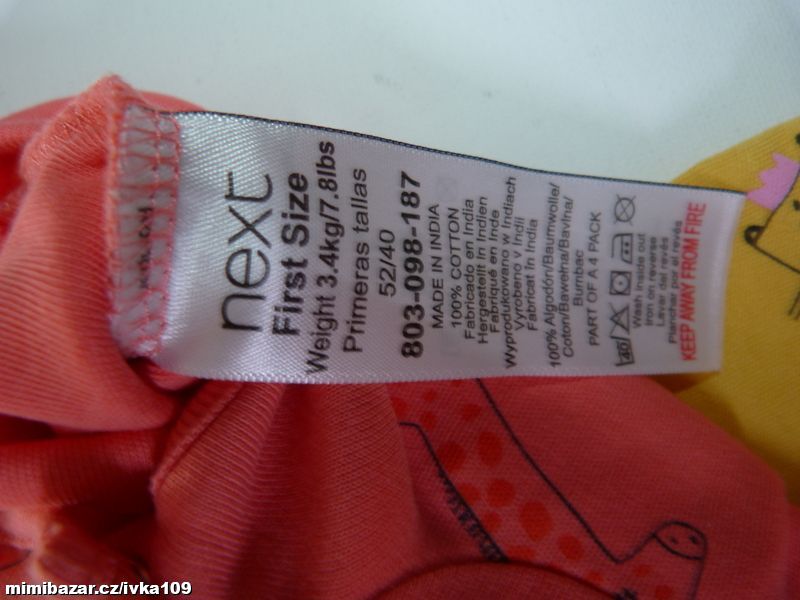 next
First Size
Weight 3.4kg/7.8lbs
Primeras tallas
52/40
803-098-187
MADE IN INDIA
100% COTTON
Fabricado en India
Hergestellt in Indien
Fabriqué en Inde
Wyprodukowano w Indiach
Vyrobeno v Indii
Fabricat în India
100% Algodón/Baumwolle/
Coton/Bawełna/Bavlna/
Bumbac
PART OF A 4 PACK
40
Wash inside out
Iron on reverse
Lavar del revés
Planchar por el revés
KEEP AWAY FROM FIRE
mimibazar.cz/ivka109